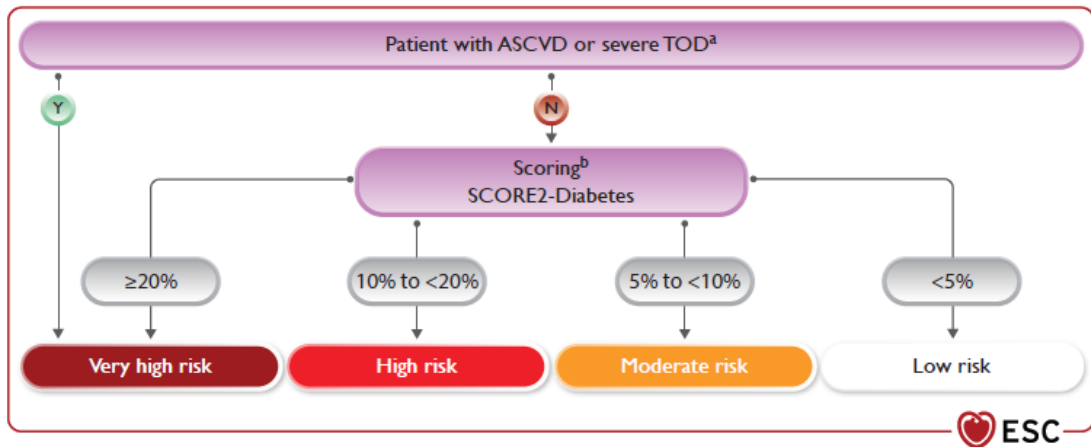 Patient with ASCVD or severe TODᵃ
Y
N
Scoringᵇ
SCORE2-Diabetes
≥20%
10% to <20%
5% to <10%
<5%
Very high risk
High risk
Moderate risk
Low risk
ESC